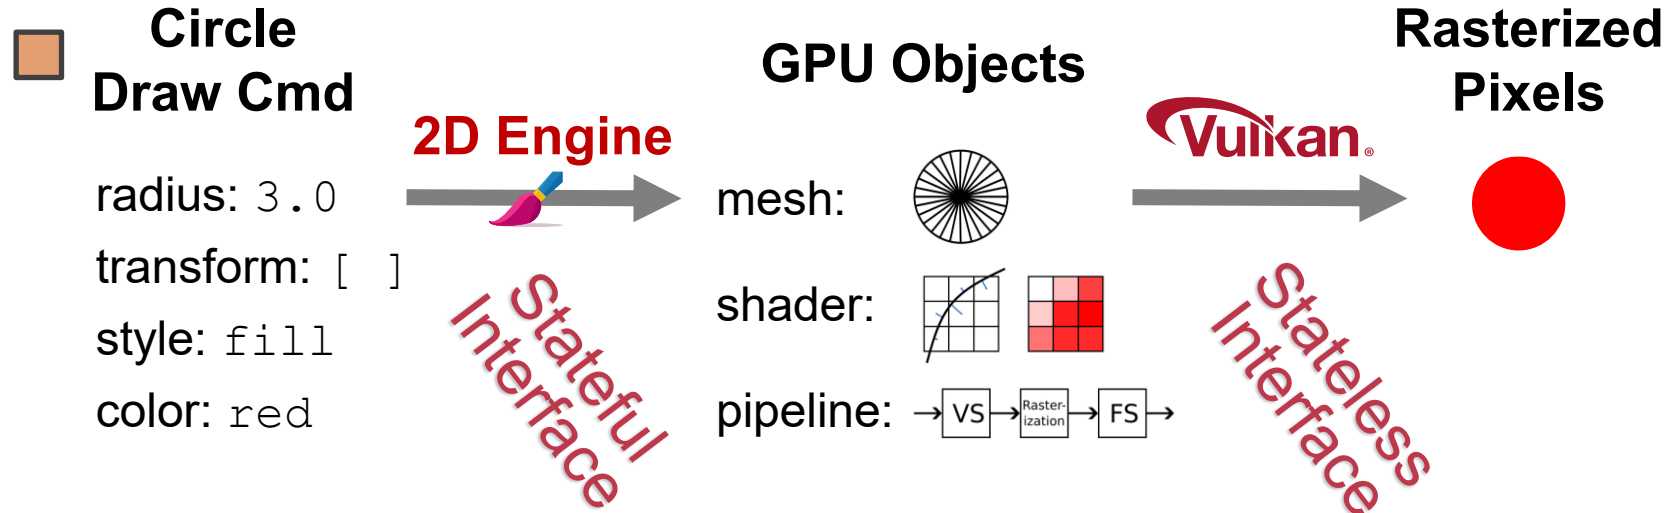 Circle
Draw Cmd
radius: 3.0
transform: [ ]
style: fill
color: red
2D Engine
Stateful
Interface
GPU Objects
mesh:
shader:
pipeline:
VS
Raster-
ization
FS
Vulkan®
Stateless
Interface
Rasterized
Pixels